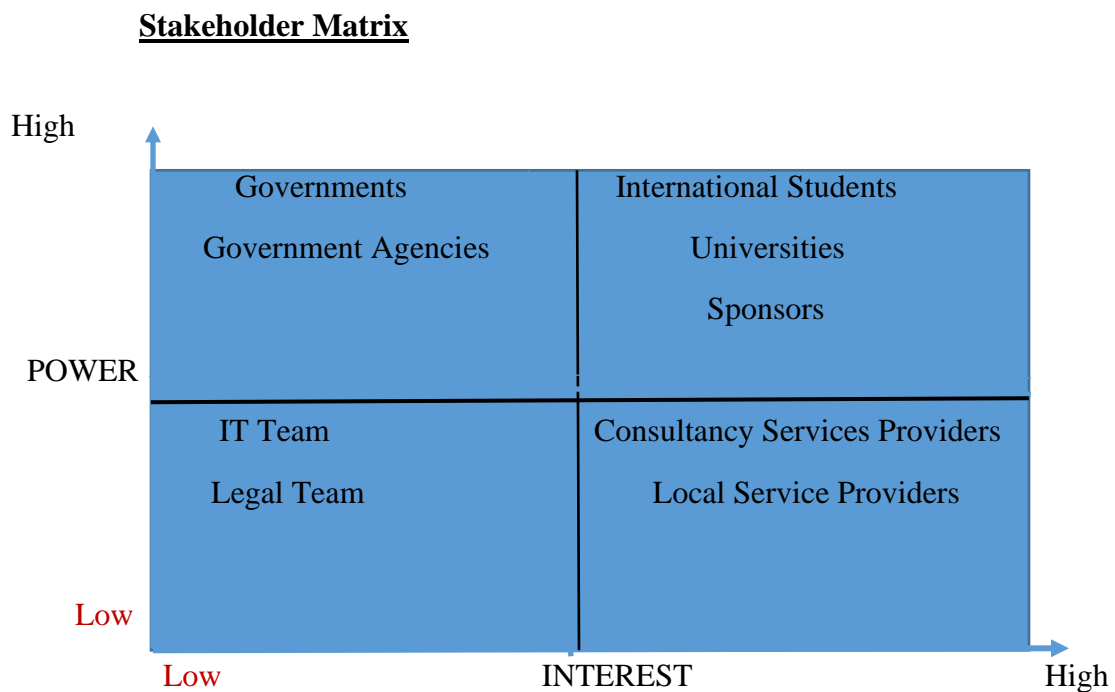 Stakeholder Matrix
High
Governments International Students
Government Agencies Universities
Sponsors
POWER
IT Team Consultancy Services Providers
Legal Team Local Service Providers
Low
Low INTEREST High